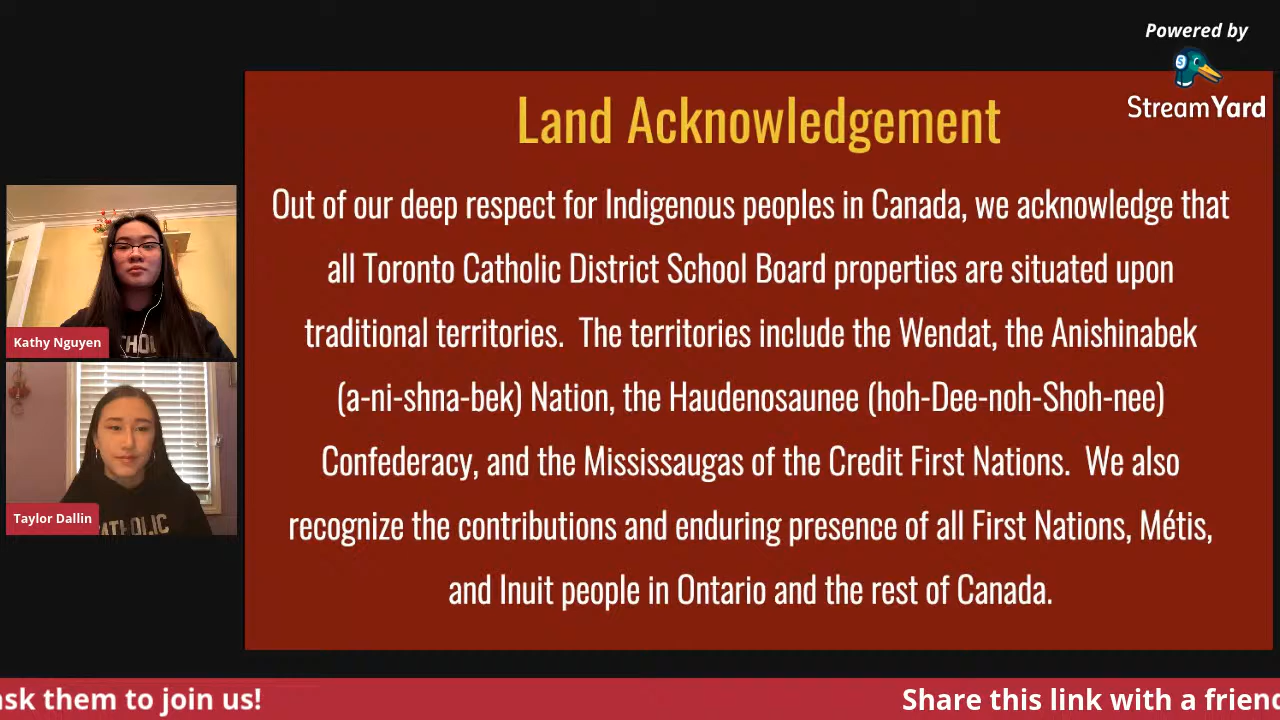 Powered by
StreamYard
Land Acknowledgement
Out of our deep respect for Indigenous peoples in Canada, we acknowledge that
all Toronto Catholic District School Board properties are situated upon
traditional territories.  The territories include the Wendat, the Anishinabek
(a-ni-shna-bek) Nation, the Haudenosaunee (hoh-Dee-noh-Shoh-nee)
Confederacy, and the Mississaugas of the Credit First Nations.  We also
recognize the contributions and enduring presence of all First Nations, Métis,
and Inuit people in Ontario and the rest of Canada.
Kathy Nguyen
Taylor Dallin
ask them to join us!
Share this link with a friend